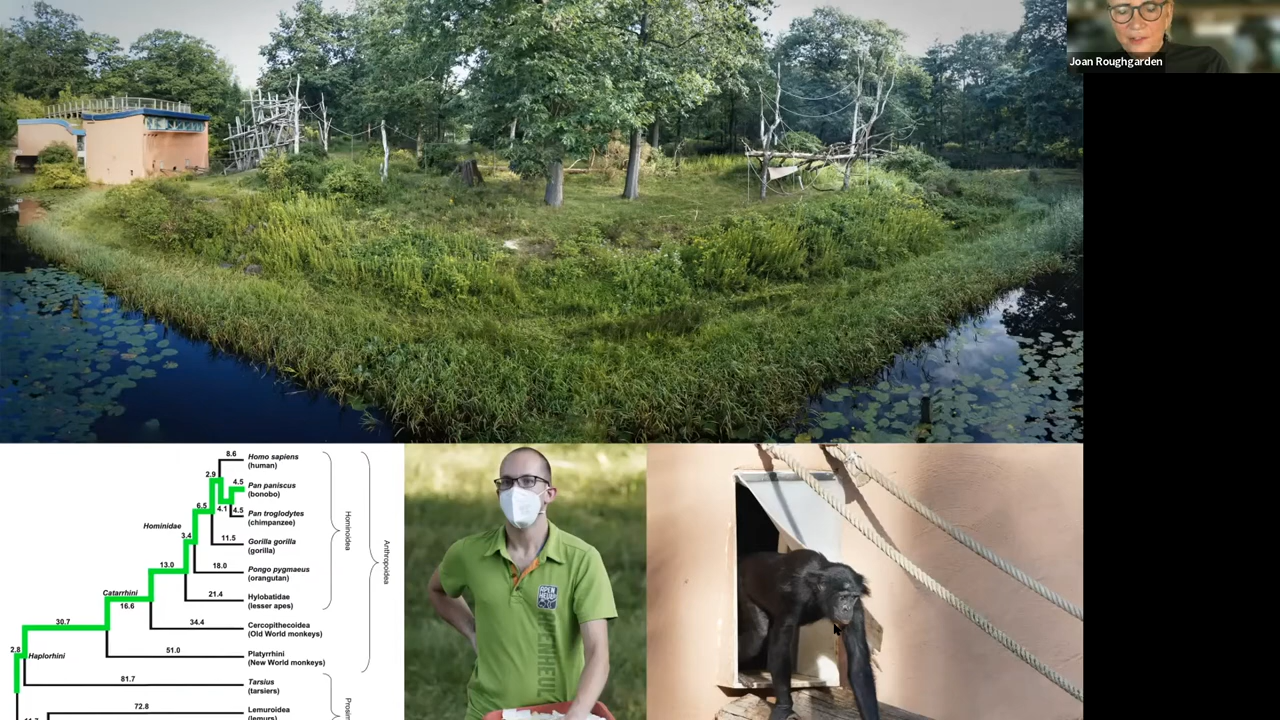 Joan Roughgarden
8.6
Homo sapiens
(human)
2.9
4.5
Pan paniscus
(bonobo)
6.5
4.1
4.5
Pan troglodytes
(chimpanzee)
Hominidae
3.4
11.5
Gorilla gorilla
(gorilla)
Hominoidea
13.0
18.0
Pongo pygmaeus
(orangutan)
Anthropoidea
Catarrhini
21.4
Hylobatidae
(lesser apes)
16.6
30.7
34.4
Cercopithecoidea
(Old World monkeys)
2.8
Haplorhini
51.0
Platyrrhini
(New World monkeys)
81.7
Tarsius
(tarsiers)
72.8
Lemuroidea
(lemurs)
APEN
HEUL